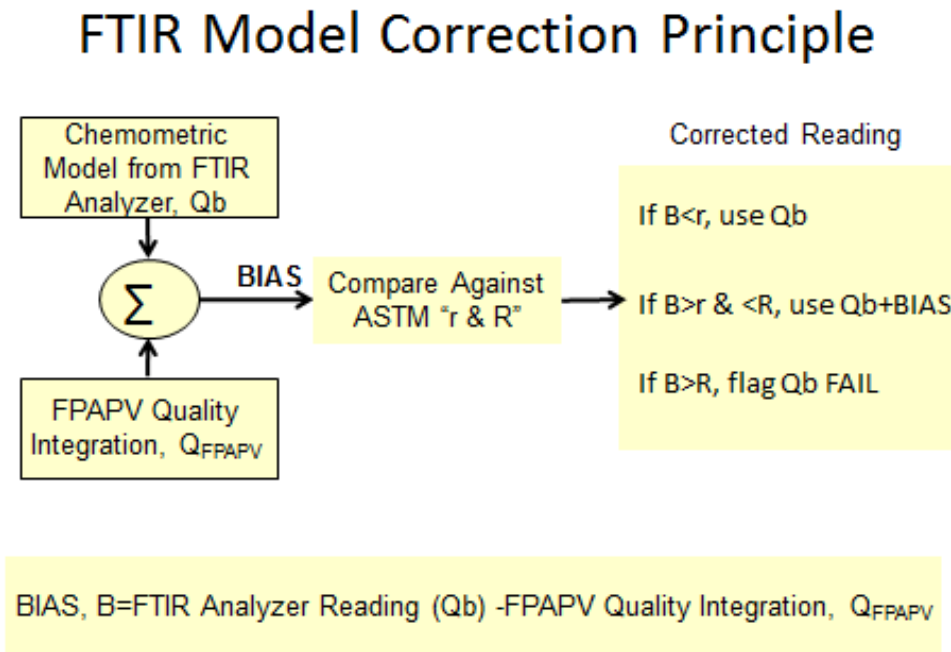 FTIR Model Correction Principle
Chemometric
Model from FTIR
Analyzer, Qb
Σ
FPAPV Quality
Integration, QFPAPV
BIAS
Compare Against
ASTM “r & R”
Corrected Reading
If B<r, use Qb
If B>r & <R, use Qb+BIAS
If B>R, flag Qb FAIL
BIAS, B=FTIR Analyzer Reading (Qb) -FPAPV Quality Integration, QFPAPV